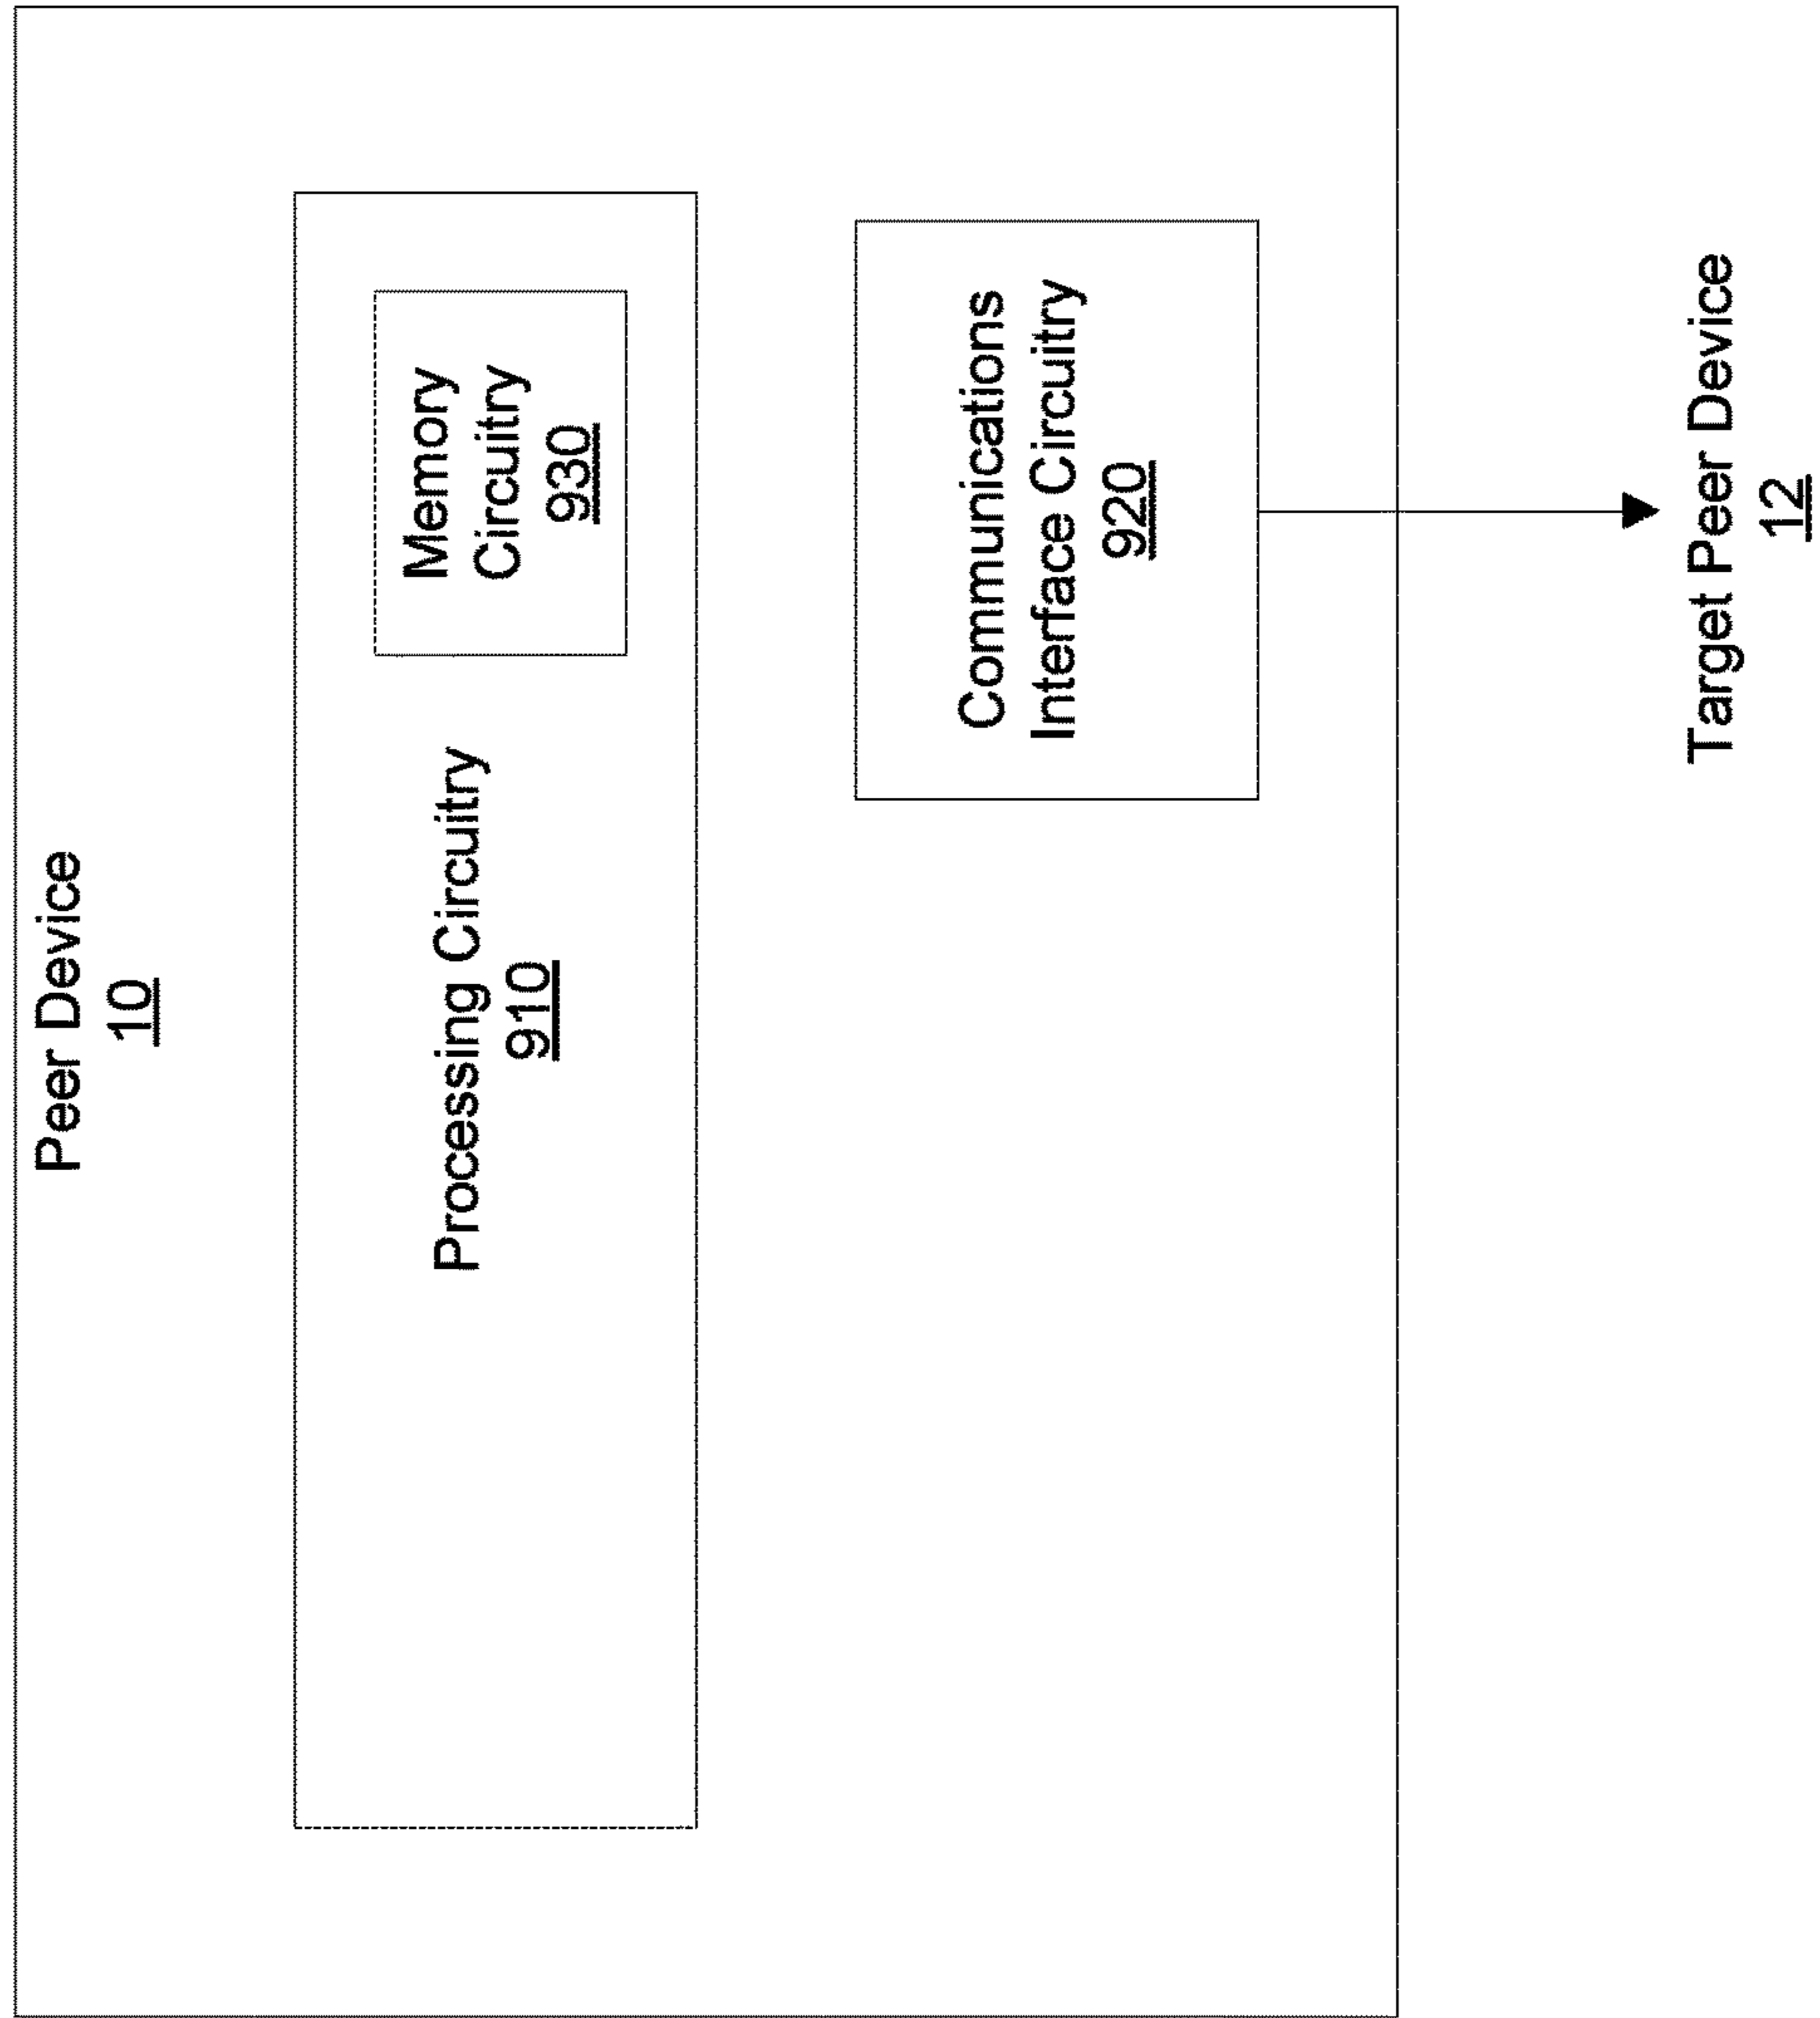 Peer Device
10
Processing Circuitry
910
Memory
Circuitry
930
Communications
Interface Circuitry
920
Target Peer Device
12